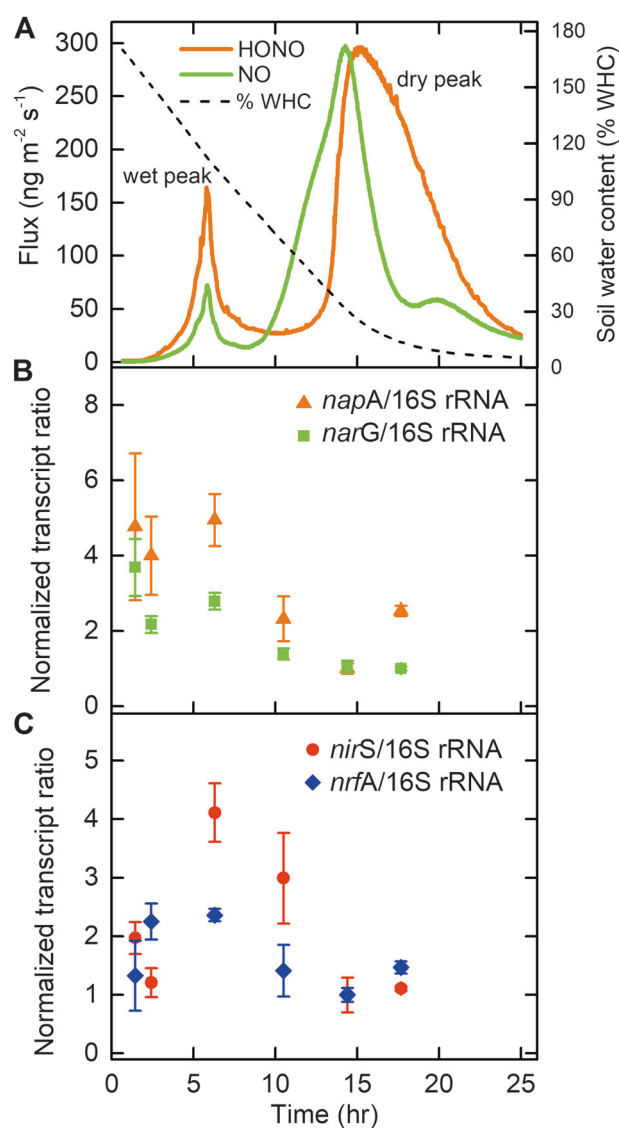 A
Flux (ng m⁻² s⁻¹)
300
250
200
150
100
50
0
HONO
NO
% WHC
wet peak
dry peak
180
150
120
90
60
30
0
Soil water content (% WHC)
B
Normalized transcript ratio
8
6
4
2
0
napA/16S rRNA
narG/16S rRNA
C
Normalized transcript ratio
5
4
3
2
1
0
nirS/16S rRNA
nrfA/16S rRNA
0 5 10 15 20 25
Time (hr)